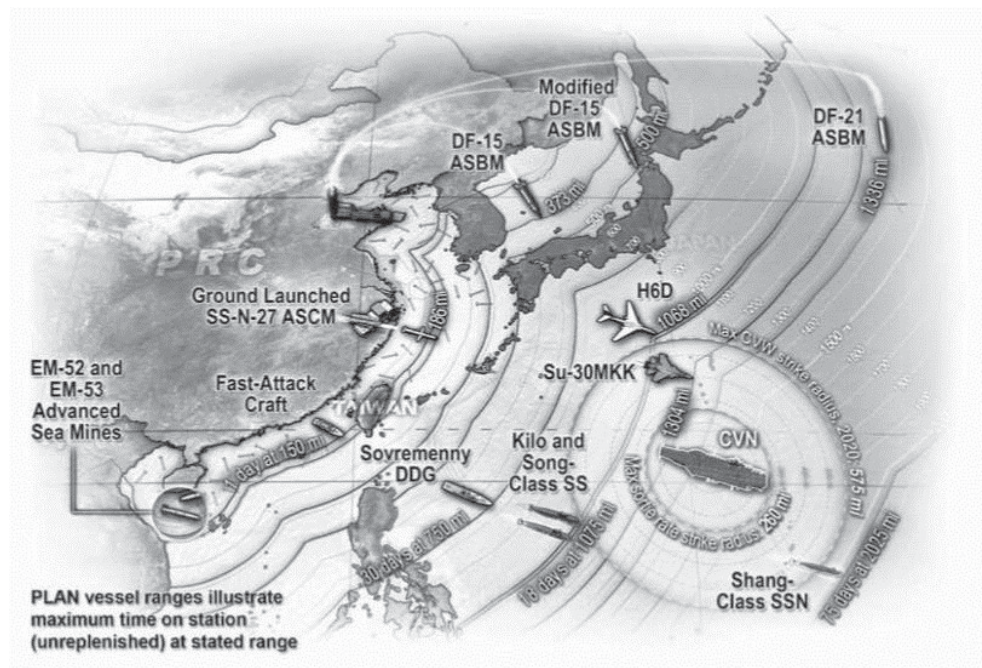 Modified
DF-15
ASBM
DF-15
ASBM
DF-21
ASBM
500 mi
373 mi
1336 mi
PRC
JAPAN
Ground Launched
SS-N-27 ASCM
186 mi
H6D
1068 mi
Max CVW strike radius, 2020: 575 mi
EM-52 and
EM-53
Advanced
Sea Mines
Fast-Attack
Craft
TAIWAN
Su-30MKK
1304 mi
1 day at 150 mi
Sovremenny
DDG
Kilo and
Song-
Class SS
CVN
Max sortie rate strike radius: 260 mi
30 days at 750 mi
18 days at 1075 mi
Shang-
Class SSN
75 days at 2025 mi
PLAN vessel ranges illustrate
maximum time on station
(unreplenished) at stated range